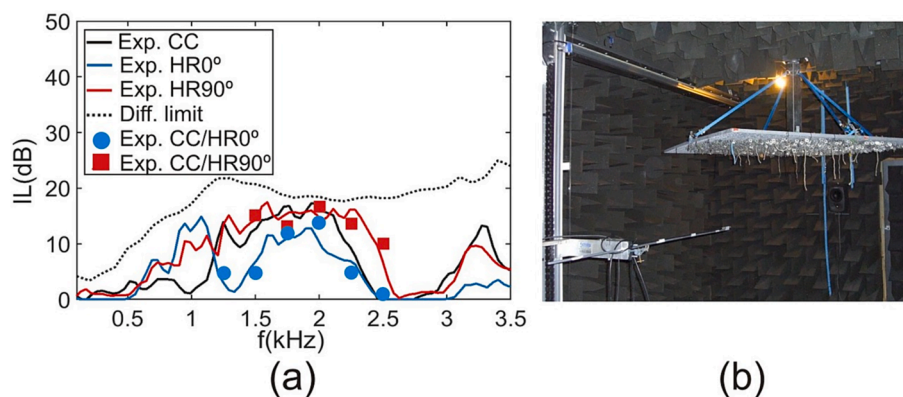 50
40
30
20
10
0
IL(dB)
Exp. CC
Exp. HR0º
Exp. HR90º
Diff. limit
Exp. CC/HR0º
Exp. CC/HR90º
0.5 1 1.5 2 2.5 3 3.5
f(kHz)
(a)
(b)